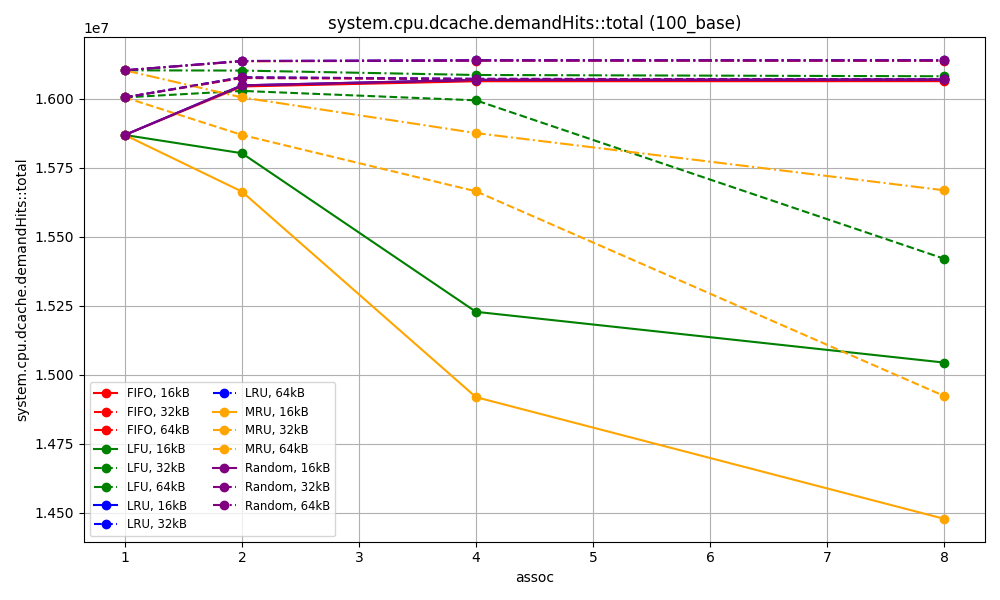 system.cpu.dcache.demandHits::total (100_base)
1e7
1.600
1.575
1.550
1.525
1.500
1.475
1.450
system.cpu.dcache.demandHits::total
FIFO, 16kB
FIFO, 32kB
FIFO, 64kB
LFU, 16kB
LFU, 32kB
LFU, 64kB
LRU, 16kB
LRU, 32kB
LRU, 64kB
MRU, 16kB
MRU, 32kB
MRU, 64kB
Random, 16kB
Random, 32kB
Random, 64kB
1 2 3 4 5 6 7 8
assoc